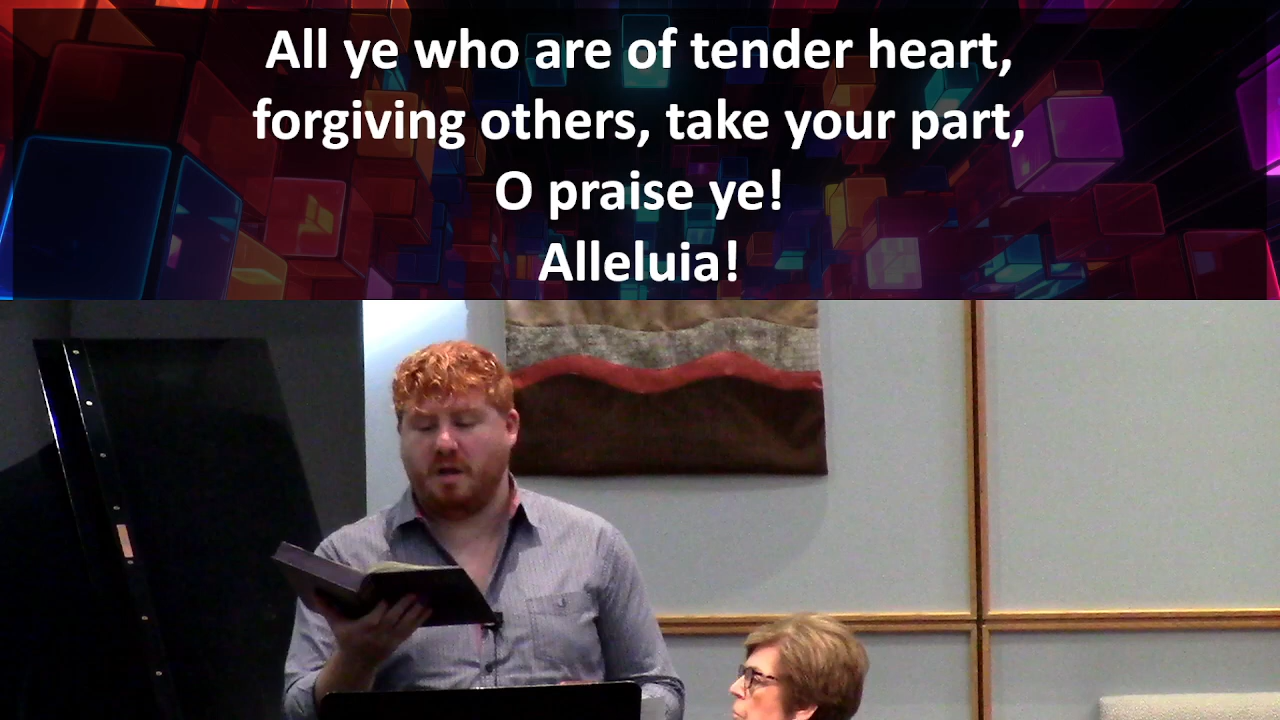 All ye who are of tender heart,
forgiving others, take your part,
O praise ye!
Alleluia!